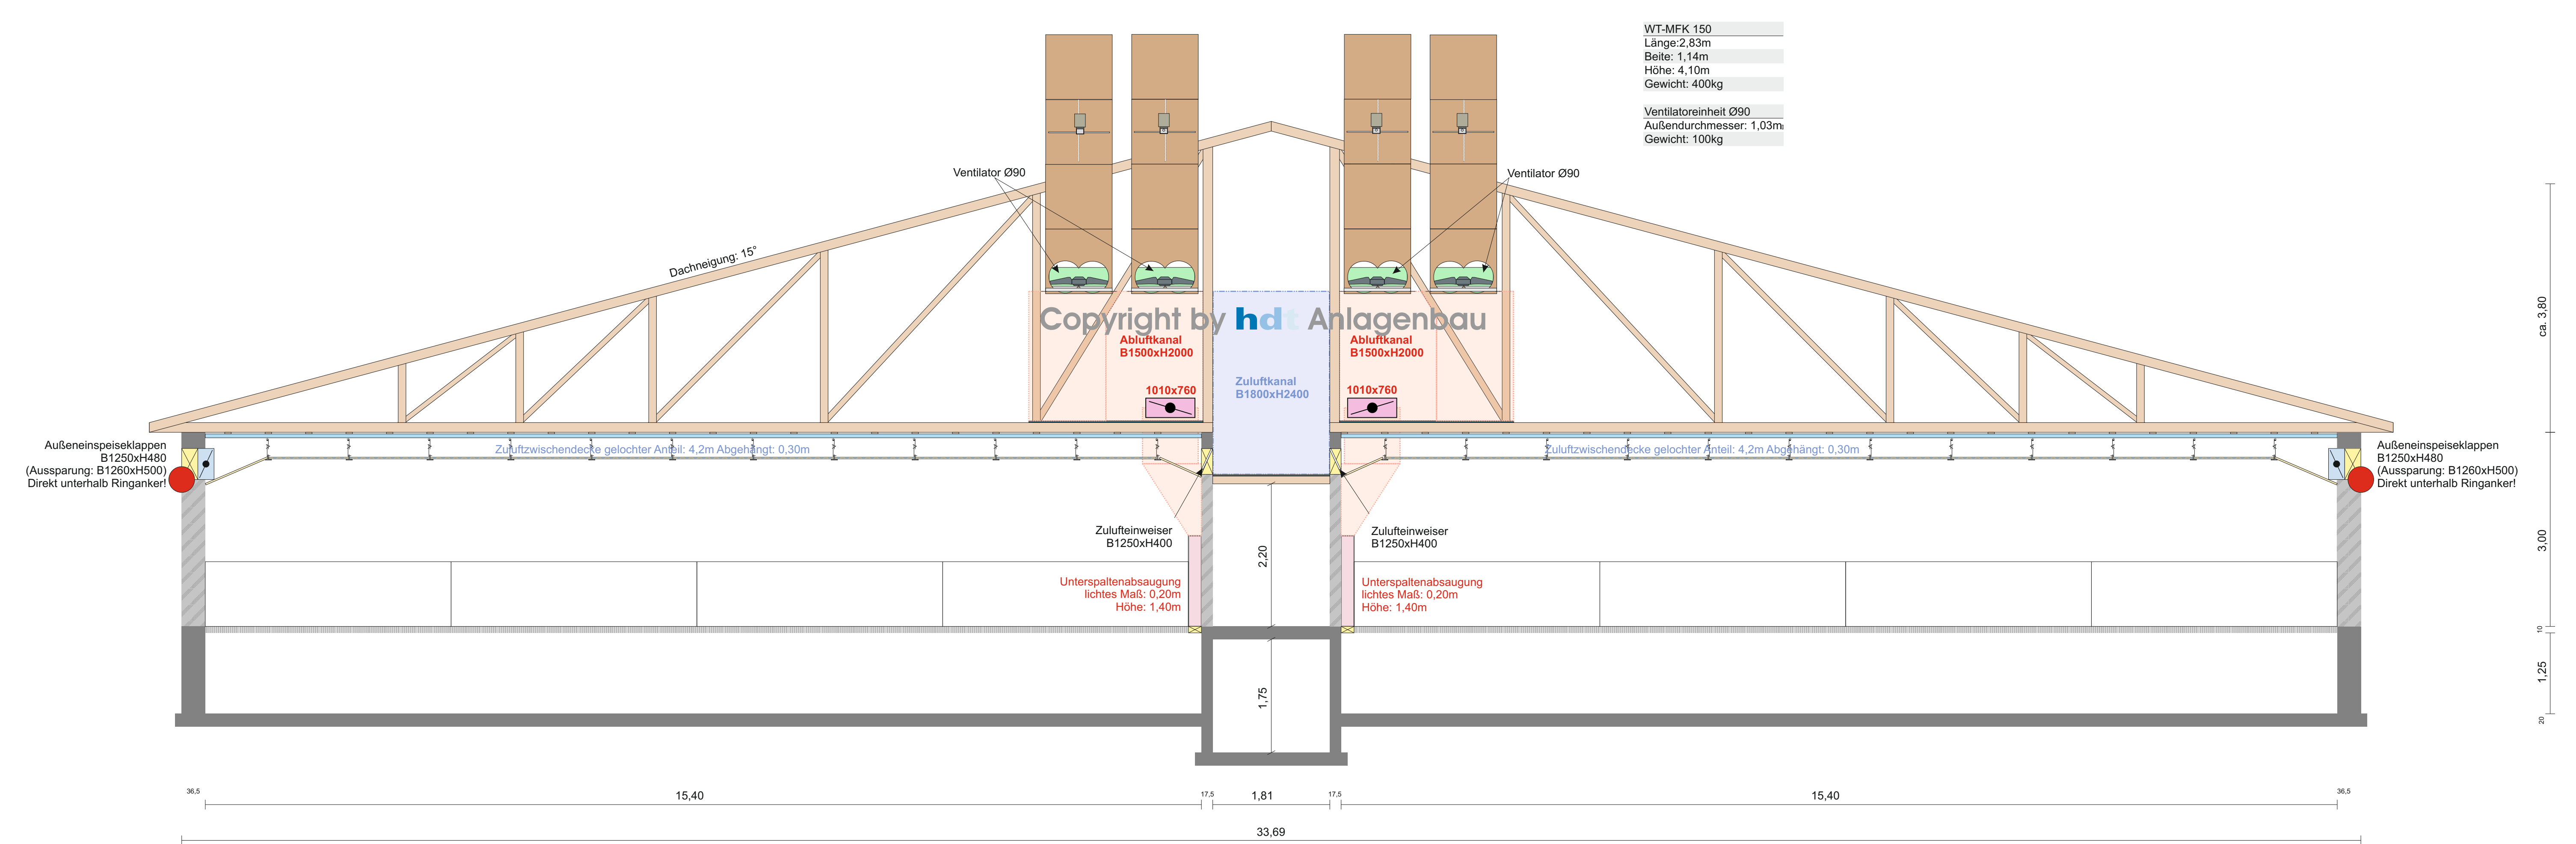 WT-MFK 150
Länge:2,83m
Beite: 1,14m
Höhe: 4,10m
Gewicht: 400kg
Ventilatoreinheit Ø90
Außendurchmesser: 1,03m
Gewicht: 100kg
Ventilator Ø90
Ventilator Ø90
Dachneigung: 15°
ca. 3,80
Copyright by hdt Anlagenbau
Abluftkanal
B1500xH2000
Abluftkanal
B1500xH2000
Zuluftkanal
B1800xH2400
1010x760
1010x760
Außeneinspeiseklappen
B1250xH480
(Aussparung: B1260xH500)
Direkt unterhalb Ringanker!
Zuluftzwischendecke gelochter Anteil: 4,2m Abgehängt: 0,30m
Zuluftzwischendecke gelochter Anteil: 4,2m Abgehängt: 0,30m
Außeneinspeiseklappen
B1250xH480
(Aussparung: B1260xH500)
Direkt unterhalb Ringanker!
Zulufteinweiser
B1250xH400
Zulufteinweiser
B1250xH400
2,20
3,00
Unterspaltenabsaugung
lichtes Maß: 0,20m
Höhe: 1,40m
Unterspaltenabsaugung
lichtes Maß: 0,20m
Höhe: 1,40m
10
1,75
1,25
20
36,5
15,40
17,5
1,81
17,5
15,40
36,5
33,69